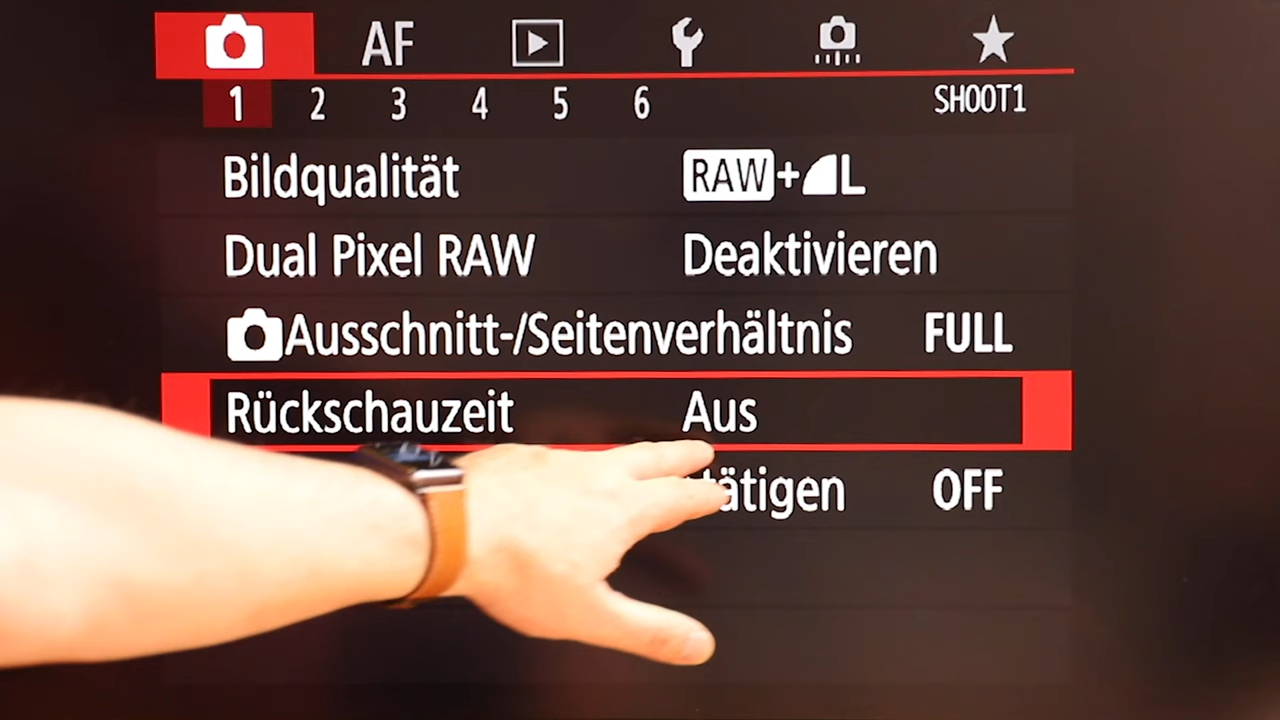 AF
1 2 3 4 5 6 SHOOT1
Bildqualität RAW+L
Dual Pixel RAW Deaktivieren
Ausschnitt-/Seitenverhältnis FULL
Rückschauzeit Aus
OFF